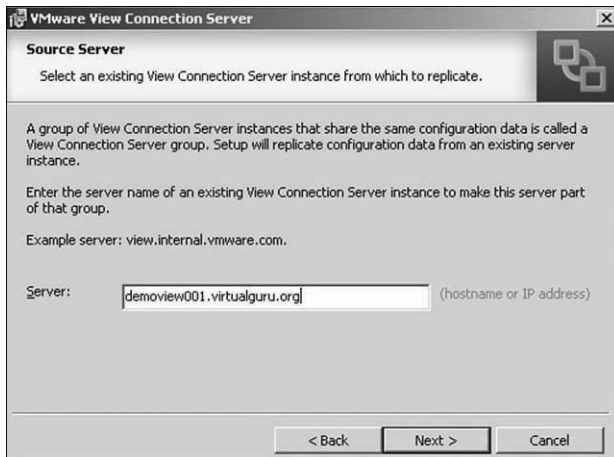 VMware View Connection Server
Source Server
Select an existing View Connection Server instance from which to replicate.
A group of View Connection Server instances that share the same configuration data is called a
View Connection Server group. Setup will replicate configuration data from an existing server
instance.
Enter the server name of an existing View Connection Server instance to make this server part
of that group.
Example server: view.internal.vmware.com.
Server: demoview001.virtualguru.org (hostname or IP address)
< Back Next > Cancel